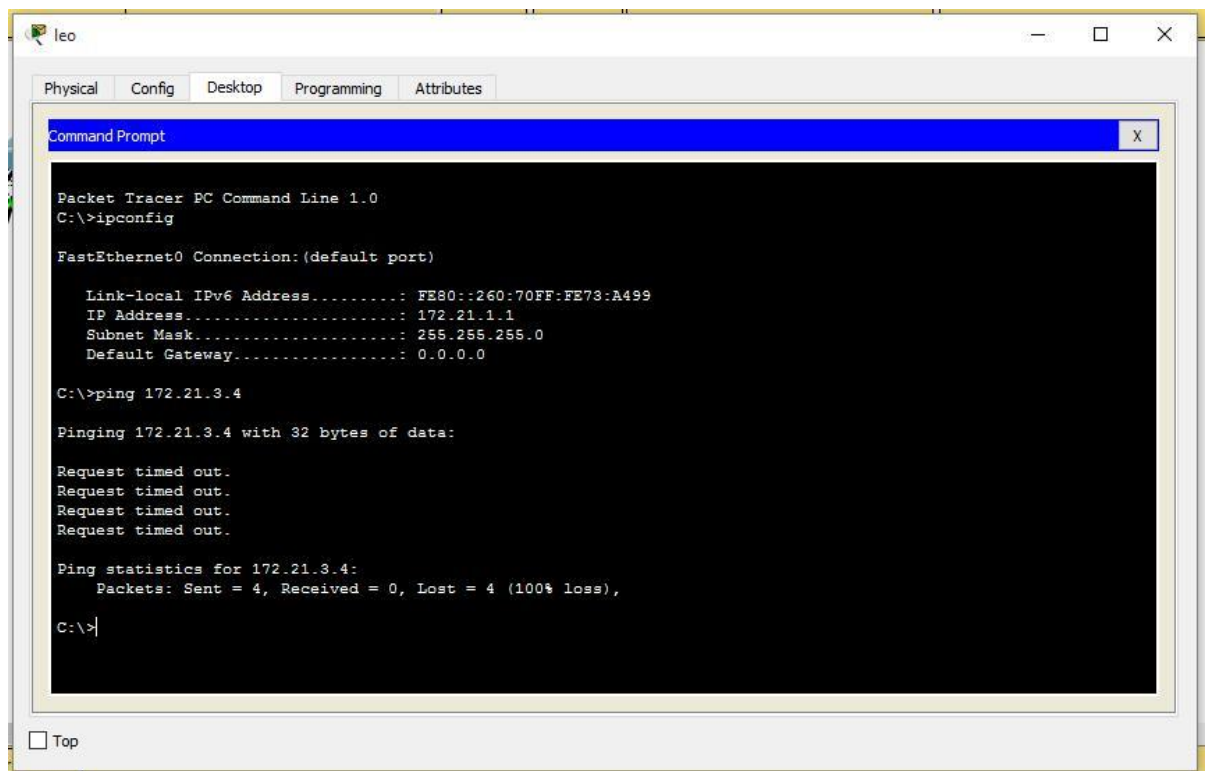 leo
Physical Config Desktop Programming Attributes
Command Prompt X
Packet Tracer PC Command Line 1.0
C:\>ipconfig
FastEthernet0 Connection:(default port)
Link-local IPv6 Address.........: FE80::260:70FF:FE73:A499
IP Address......................: 172.21.1.1
Subnet Mask.....................: 255.255.255.0
Default Gateway.................: 0.0.0.0
C:\>ping 172.21.3.4
Pinging 172.21.3.4 with 32 bytes of data:
Request timed out.
Request timed out.
Request timed out.
Request timed out.
Ping statistics for 172.21.3.4:
Packets: Sent = 4, Received = 0, Lost = 4 (100% loss),
C:\>
Top